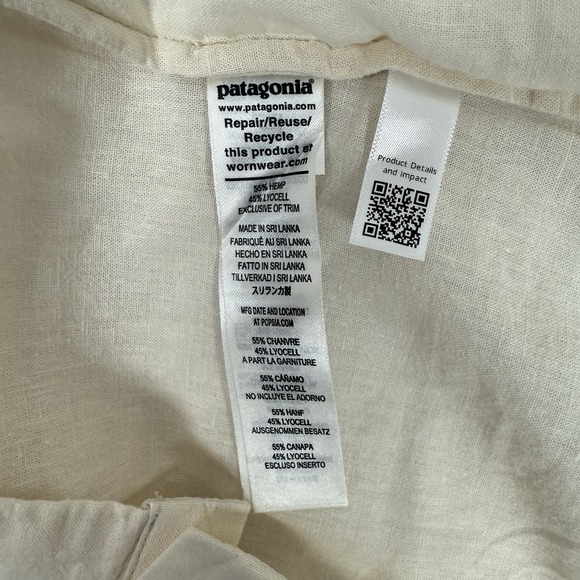 patagonia®
www.patagonia.com
Repair/Reuse/
Recycle
this product at
wornwear.com
55% HEMP
45% LYOCELL
EXCLUSIVE OF TRIM
MADE IN SRI LANKA
FABRIQUÉ AU SRI LANKA
HECHO EN SRI LANKA
FATTO IN SRI LANKA
TILLVERKAD I SRI LANKA
スリランカ製
MFG DATE AND LOCATION
AT PCPSIA.COM
55% CHANVRE
45% LYOCELL
A PART LA GARNITURE
55% CÁÑAMO
45% LYOCELL
NO INCLUYE EL ADORNO
55% HANF
45% LYOCELL
AUSGENOMMEN BESATZ
55% CANAPA
45% LYOCELL
ESCLUSO INSERTO
Product Details
and Impact